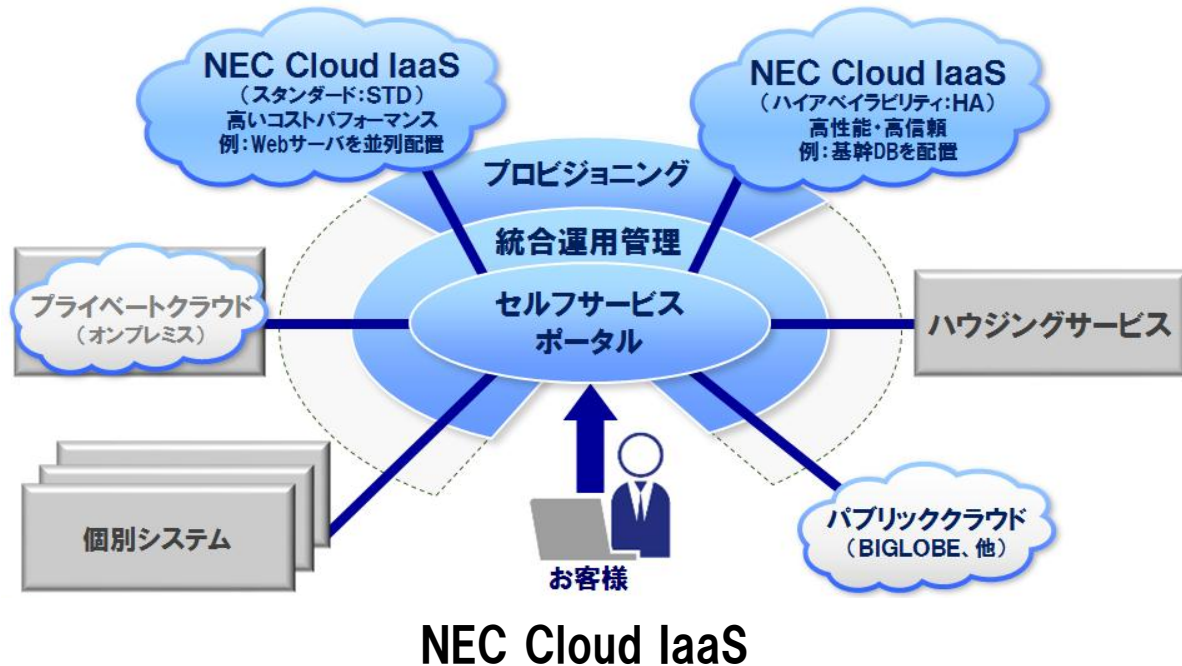 NEC Cloud IaaS
(スタンダード:STD)
高いコストパフォーマンス
例:Webサーバを並列配置
NEC Cloud IaaS
(ハイアベイラビリティ:HA)
高性能・高信頼
例:基幹DBを配置
プロビジョニング
統合運用管理
セルフサービス
ポータル
プライベートクラウド
(オンプレミス)
ハウジングサービス
個別システム
パブリッククラウド
(BIGLOBE、他)
お客様
NEC Cloud IaaS